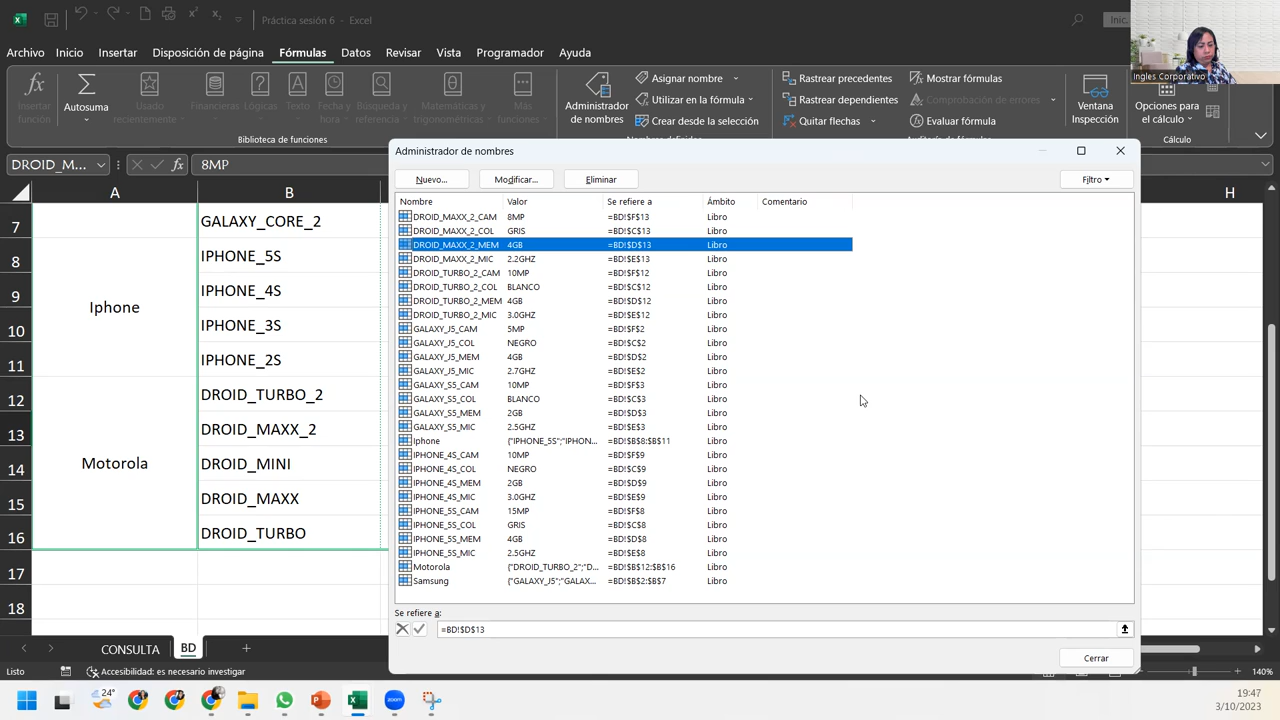 Práctica sesión 6 - Excel
Inic
Ingles Corporativo
Archivo Inicio Insertar Disposición de página Fórmulas Datos Revisar Vista Programador Ayuda
Insertar función
Autosuma
Usado recientemente
Financieras
Lógicas
Texto
Fecha y hora
Búsqueda y referencia
Matemáticas y trigonométricas
Más funciones
Biblioteca de funciones
Administrador de nombres
Asignar nombre
Utilizar en la fórmula
Crear desde la selección
Rastrear precedentes
Rastrear dependientes
Quitar flechas
Mostrar fórmulas
Comprobación de errores
Evaluar fórmula
Ventana Inspección
Opciones para el cálculo
Cálculo
DROID_M... fx 8MP
A B H
7 GALAXY_CORE_2
8 IPHONE_5S
9 Iphone IPHONE_4S
10 IPHONE_3S
11 IPHONE_2S
12 DROID_TURBO_2
13 DROID_MAXX_2
14 Motorola DROID_MINI
15 DROID_MAXX
16 DROID_TURBO
17
18
Administrador de nombres
Nuevo... Modificar... Eliminar Filtro
Nombre Valor Se refiere a Ámbito Comentario
DROID_MAXX_2_CAM 8MP =BD!$F$13 Libro
DROID_MAXX_2_COL GRIS =BD!$C$13 Libro
DROID_MAXX_2_MEM 4GB =BD!$D$13 Libro
DROID_MAXX_2_MIC 2.2GHZ =BD!$E$13 Libro
DROID_TURBO_2_CAM 10MP =BD!$F$12 Libro
DROID_TURBO_2_COL BLANCO =BD!$C$12 Libro
DROID_TURBO_2_MEM 4GB =BD!$D$12 Libro
DROID_TURBO_2_MIC 3.0GHZ =BD!$E$12 Libro
GALAXY_J5_CAM 5MP =BD!$F$2 Libro
GALAXY_J5_COL NEGRO =BD!$C$2 Libro
GALAXY_J5_MEM 4GB =BD!$D$2 Libro
GALAXY_J5_MIC 2.7GHZ =BD!$E$2 Libro
GALAXY_S5_CAM 10MP =BD!$F$3 Libro
GALAXY_S5_COL BLANCO =BD!$C$3 Libro
GALAXY_S5_MEM 2GB =BD!$D$3 Libro
GALAXY_S5_MIC 2.5GHZ =BD!$E$3 Libro
Iphone {"IPHONE_5S";"IPHON... =BD!$B$8:$B$11 Libro
IPHONE_4S_CAM 10MP =BD!$F$9 Libro
IPHONE_4S_COL NEGRO =BD!$C$9 Libro
IPHONE_4S_MEM 2GB =BD!$D$9 Libro
IPHONE_4S_MIC 3.0GHZ =BD!$E$9 Libro
IPHONE_5S_CAM 15MP =BD!$F$8 Libro
IPHONE_5S_COL GRIS =BD!$C$8 Libro
IPHONE_5S_MEM 4GB =BD!$D$8 Libro
IPHONE_5S_MIC 2.5GHZ =BD!$E$8 Libro
Motorola {"DROID_TURBO_2";"D... =BD!$B$12:$B$16 Libro
Samsung {"GALAXY_J5";"GALAX... =BD!$B$2:$B$7 Libro
Se refiere a:
=BD!$D$13
Cerrar
CONSULTA BD
Listo Accesibilidad: es necesario investigar 140%
24°
zoom
19:47
3/10/2023